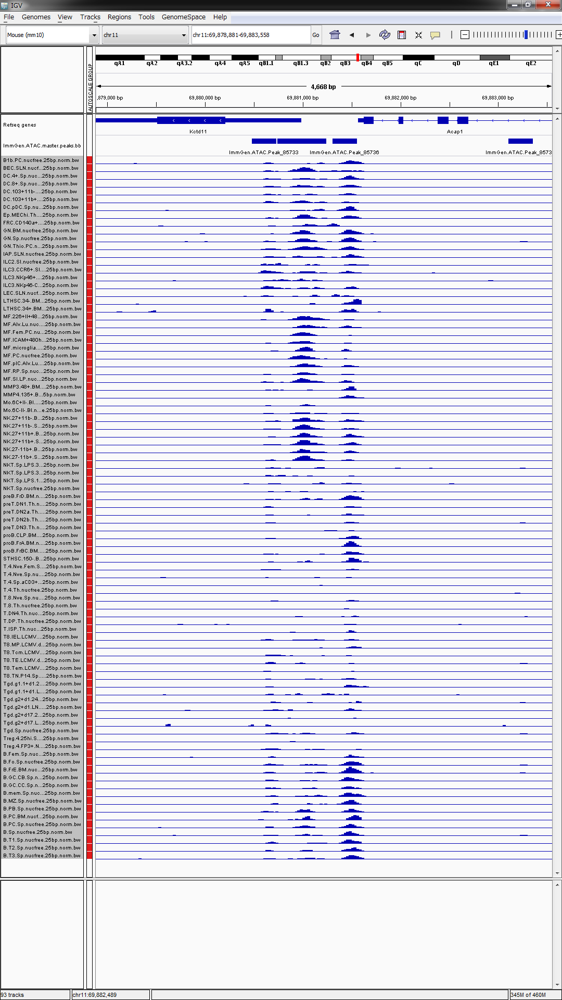 IGV
File Genomes View Tracks Regions Tools GenomeSpace Help
Mouse (mm10) chr11 chr11:69,878,881-69,883,558 Go
qA1 qA2 qA3.2 qA4 qA5 qB1.1 qB1.3 qB2 qB3 qB4 qB5 qC qD qE1 qE2
AUTOSCALE GROUP
4,668 bp
,879,000 bp 69,880,000 bp 69,881,000 bp 69,882,000 bp 69,883,000 bp
Refseq genes
Kctd11 Acap1
ImmGen.ATAC.master.peaks.bb
ImmGen.ATAC.Peak_85733 ImmGen.ATAC.Peak_85736 ImmGen.ATAC.Peak_8573
B1b.PC.nucfree.25bp.norm.bw
BEC.SLN.nucf...25bp.norm.bw
DC.4+.Sp.nuc...25bp.norm.bw
DC.8+.Sp.nuc...25bp.norm.bw
DC.103+11b-....25bp.norm.bw
DC.103+11b+....25bp.norm.bw
DC.pDC.Sp.nu...25bp.norm.bw
Ep.MEChi.Th....25bp.norm.bw
FRC.CD140a+....25bp.norm.bw
GN.BM.nucfree.25bp.norm.bw
GN.Sp.nucfree.25bp.norm.bw
GN.Thio.PC.n...25bp.norm.bw
IAP.SLN.nucfree.25bp.norm.bw
ILC2.SI.nucfree.25bp.norm.bw
ILC3.CCR6+.SI....25bp.norm.bw
ILC3.NKp46+....25bp.norm.bw
ILC3.NKp46-C...25bp.norm.bw
LEC.SLN.nucf...25bp.norm.bw
LTHSC.34-.BM...25bp.norm.bw
LTHSC.34+.BM...25bp.norm.bw
MF.226+II+48...25bp.norm.bw
MF.Alv.Lu.nuc...25bp.norm.bw
MF.Fem.PC.nu...25bp.norm.bw
MF.ICAM+480h...25bp.norm.bw
MF.microglia.....25bp.norm.bw
MF.PC.nucfree.25bp.norm.bw
MF.pIC.Alv.Lu....25bp.norm.bw
MF.RP.Sp.nuc...25bp.norm.bw
MF.SI.LP.nuc...25bp.norm.bw
MMP3.48+.BM....25bp.norm.bw
MMP4.135+.B...5bp.norm.bw
Mo.6C+II-.Bl.....25bp.norm.bw
Mo.6C-II-.Bl.n...e.25bp.norm.bw
NK.27+11b-.B...25bp.norm.bw
NK.27+11b-.S...25bp.norm.bw
NK.27+11b+.B...25bp.norm.bw
NK.27+11b+.S...25bp.norm.bw
NK.27-11b+.B...25bp.norm.bw
NK.27-11b+.S...25bp.norm.bw
NKT.Sp.LPS.3...25bp.norm.bw
NKT.Sp.LPS.3...25bp.norm.bw
NKT.Sp.LPS.1...25bp.norm.bw
NKT.Sp.nucfree.25bp.norm.bw
preB.FrD.BM.n....25bp.norm.bw
preT.DN1.Th.n....25bp.norm.bw
preT.DN2a.Th.....25bp.norm.bw
preT.DN2b.Th.....25bp.norm.bw
preT.DN3.Th.n....25bp.norm.bw
proB.CLP.BM....25bp.norm.bw
proB.FrA.BM.n....25bp.norm.bw
proB.FrBC.BM.....25bp.norm.bw
STHSC.150-.B...25bp.norm.bw
T.4.Nve.Fem.S....25bp.norm.bw
T.4.Nve.Sp.nu....25bp.norm.bw
T.4.Sp.aCD3+...25bp.norm.bw
T.4.Th.nucfree.25bp.norm.bw
T.8.Nve.Sp.nu....25bp.norm.bw
T.8.Th.nucfree.25bp.norm.bw
T.DN4.Th.nuc...25bp.norm.bw
T.DP.Th.nucfree.25bp.norm.bw
T.ISP.Th.nuc...25bp.norm.bw
T8.IEL.LCMV....25bp.norm.bw
T8.MP.LCMV.d...25bp.norm.bw
T8.Tcm.LCMV....25bp.norm.bw
T8.TE.LCMV.d...25bp.norm.bw
T8.Tem.LCMV....25bp.norm.bw
T8.TN.P14.Sp.....25bp.norm.bw
Tgd.g1.1+d1.2....25bp.norm.bw
Tgd.g1.1+d1.L....25bp.norm.bw
Tgd.g2+d1.24...25bp.norm.bw
Tgd.g2+d1.LN.....25bp.norm.bw
Tgd.g2+d17.2...25bp.norm.bw
Tgd.g2+d17.L...25bp.norm.bw
Tgd.Sp.nucfree.25bp.norm.bw
Treg.4.25hi.S....25bp.norm.bw
Treg.4.FP3+.N....25bp.norm.bw
B.Fem.Sp.nuc...25bp.norm.bw
B.Fo.Sp.nucfree.25bp.norm.bw
B.FrE.BM.nuc...25bp.norm.bw
B.GC.CB.Sp.n...25bp.norm.bw
B.GC.CC.Sp.n...25bp.norm.bw
B.mem.Sp.nuc...25bp.norm.bw
B.MZ.Sp.nucfree.25bp.norm.bw
B.PB.Sp.nucfree.25bp.norm.bw
B.PC.BM.nucf...25bp.norm.bw
B.PC.Sp.nucfree.25bp.norm.bw
B.Sp.nucfree.25bp.norm.bw
B.T1.Sp.nucfree.25bp.norm.bw
B.T2.Sp.nucfree.25bp.norm.bw
B.T3.Sp.nucfree.25bp.norm.bw
93 tracks chr11:69,882,489 345M of 460M